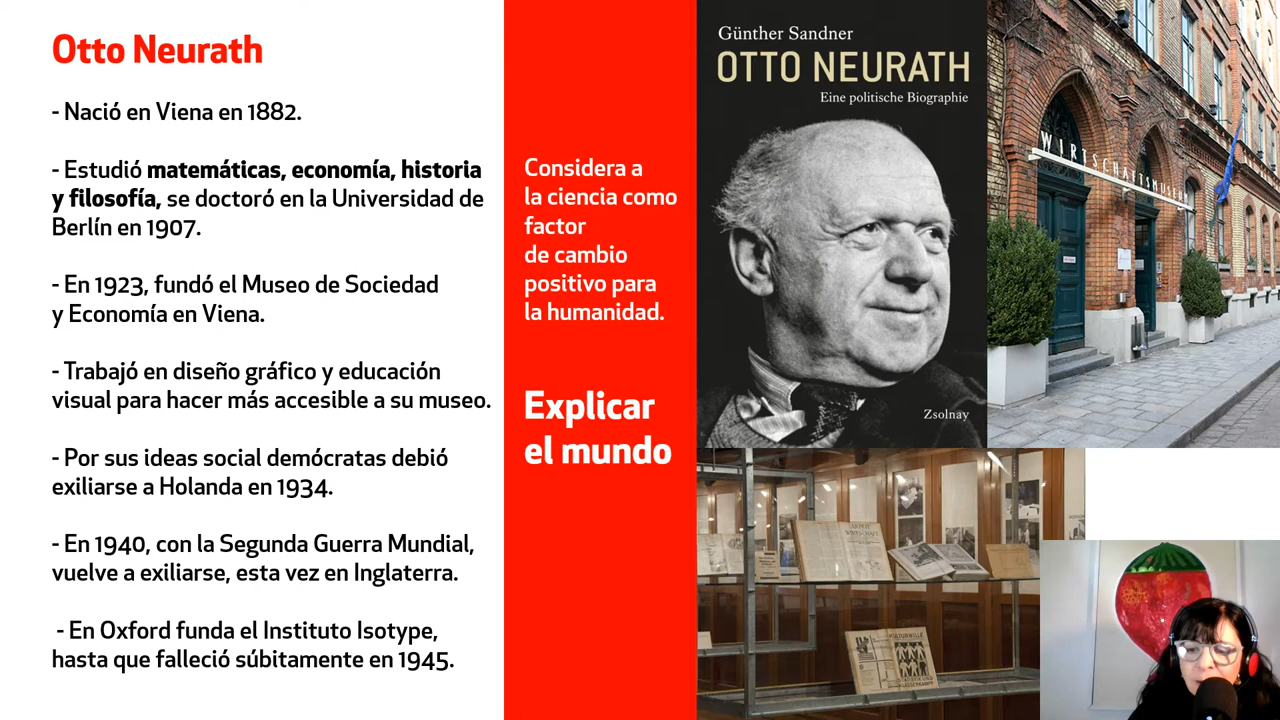 Otto Neurath
- Nació en Viena en 1882.
- Estudió matemáticas, economía, historia
y filosofía, se doctoró en la Universidad de
Berlín en 1907.
- En 1923, fundó el Museo de Sociedad
y Economía en Viena.
- Trabajó en diseño gráfico y educación
visual para hacer más accesible a su museo.
- Por sus ideas social demócratas debió
exiliarse a Holanda en 1934.
- En 1940, con la Segunda Guerra Mundial,
vuelve a exiliarse, esta vez en Inglaterra.
- En Oxford funda el Instituto Isotype,
hasta que falleció súbitamente en 1945.
Considera a
la ciencia como
factor
de cambio
positivo para
la humanidad.
Explicar
el mundo
Günther Sandner
OTTO NEURATH
Eine politische Biographie
Zsolnay
WIRTSCHAFTSMUSEUM
KULTURWILLE